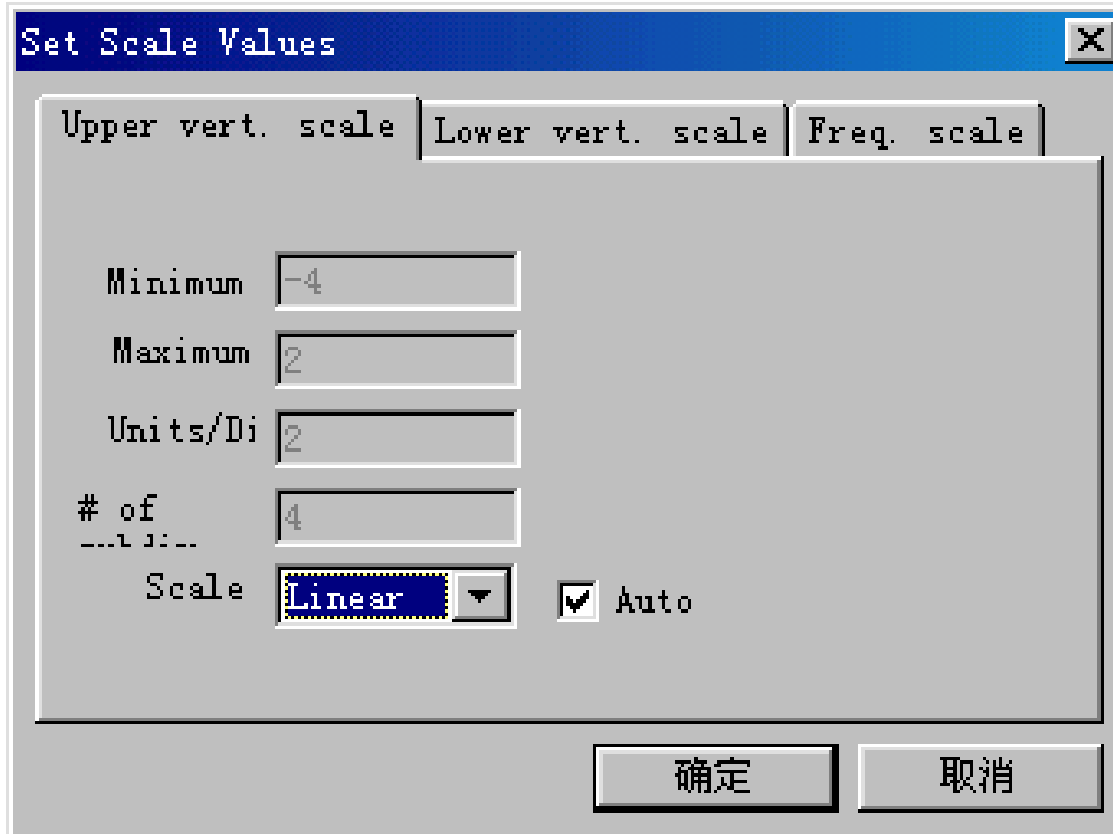 Set Scale Values
Upper vert. scale
Lower vert. scale
Freq. scale
Minimum
-4
Maximum
2
Units/Di
2
# of
4
Scale
Linear
Auto
确定
取消